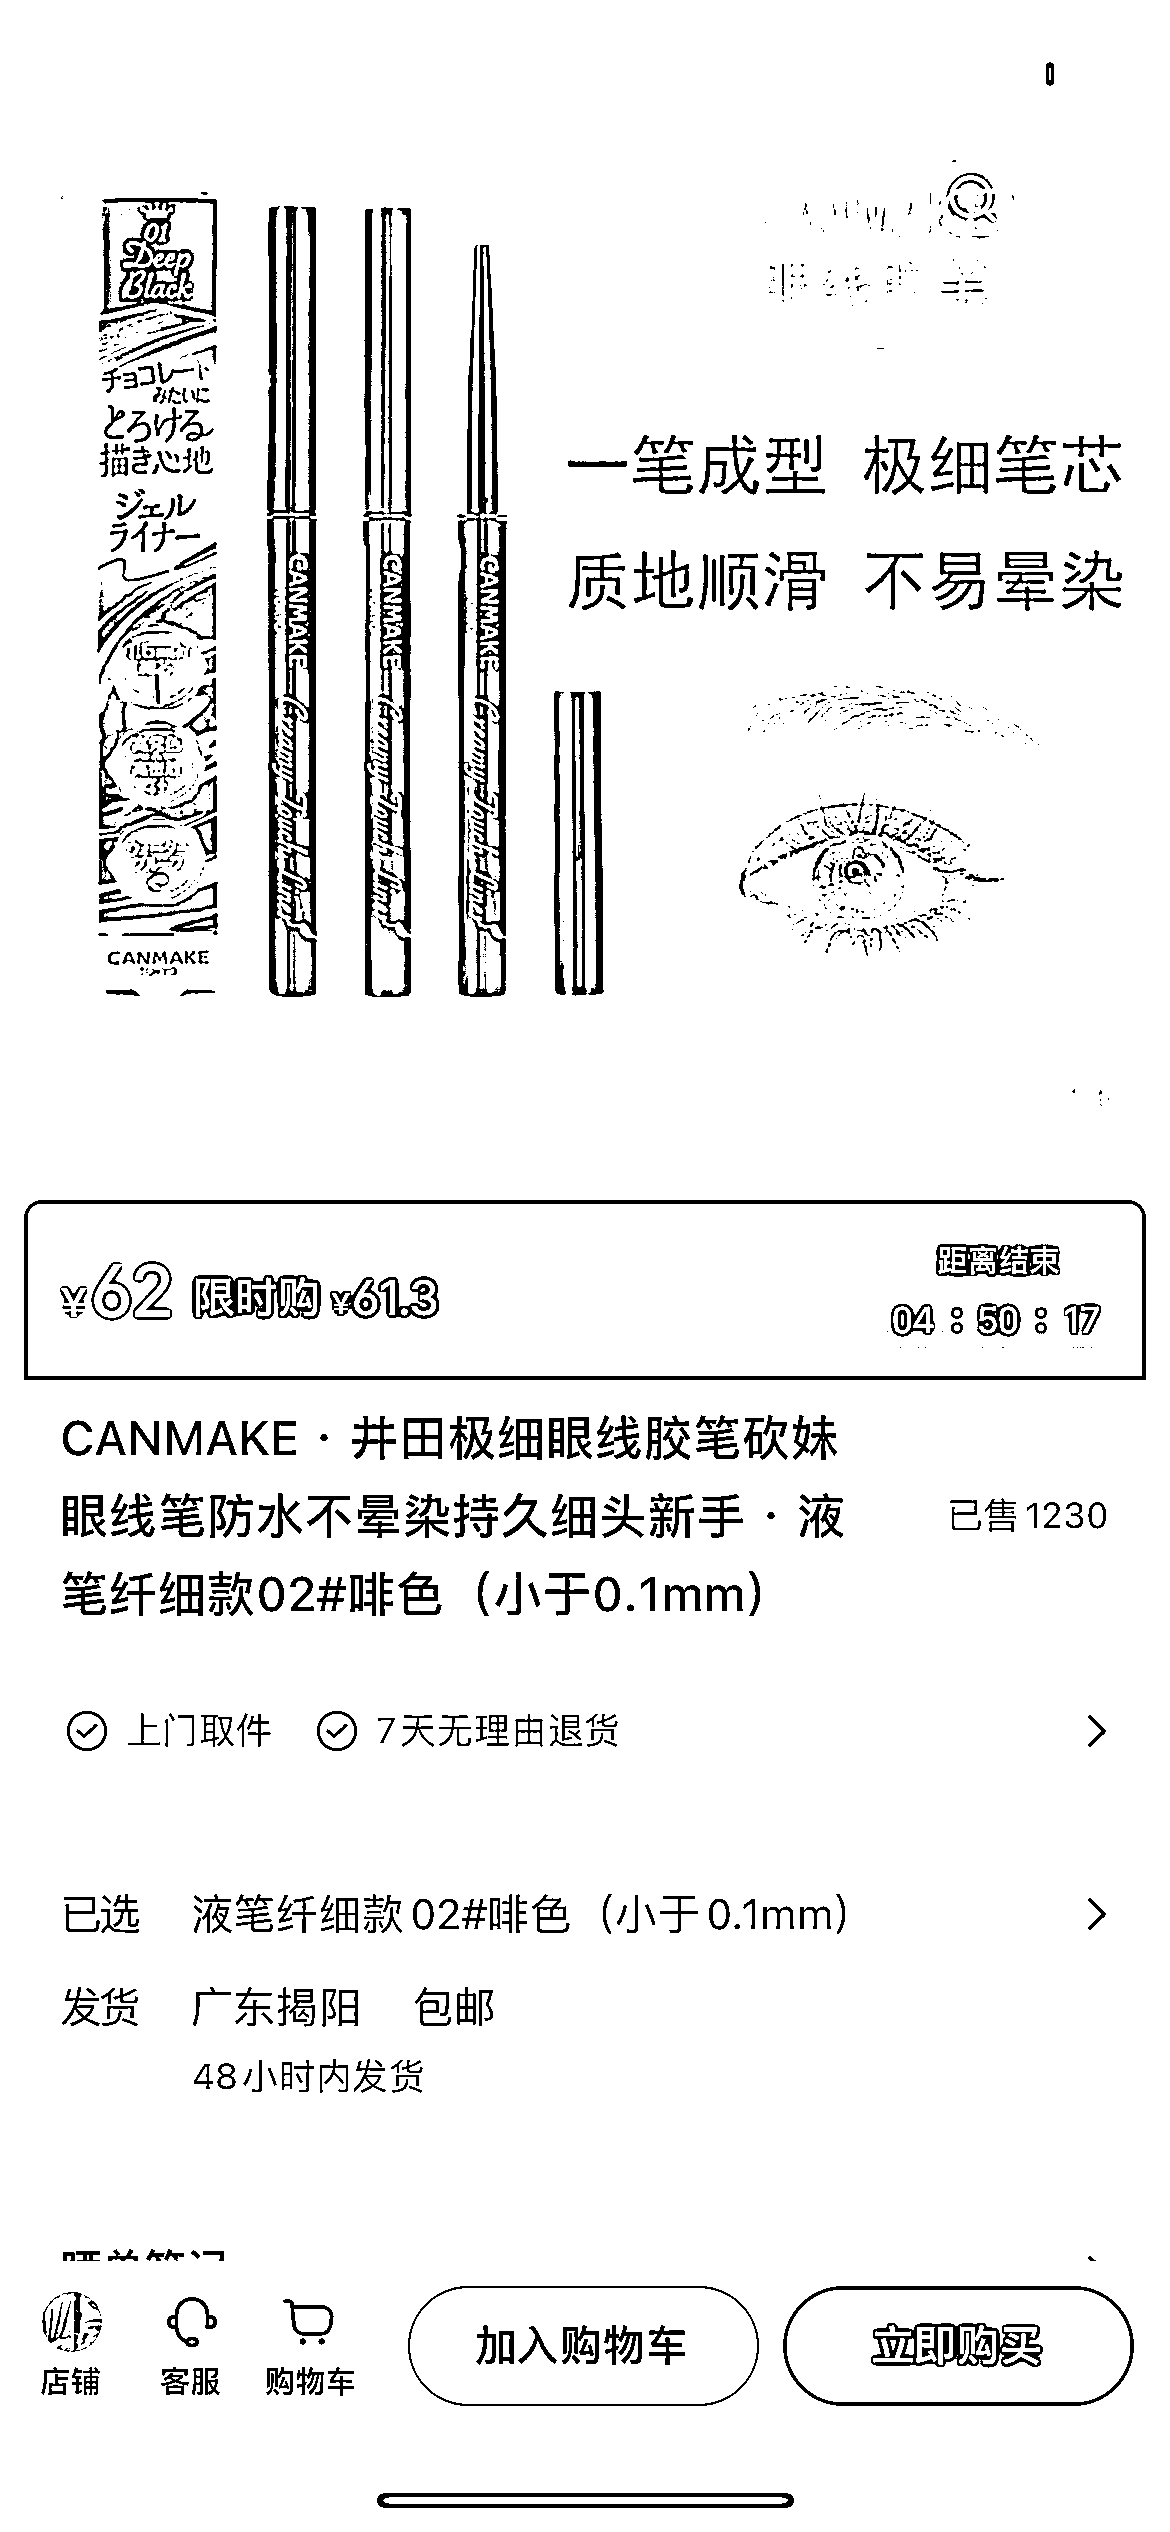 01
Deep
Black
チョコレート
みたいに
とろける
描き心地
ジェル
ライナー
CANMAKE
CANMAKE Creamy Touch Liner
CANMAKE Creamy Touch Liner
CANMAKE Creamy Touch Liner
一笔成型 极细笔芯
质地顺滑 不易晕染
¥62 限时购 ¥61.3
距离结束
04 : 50 : 17
CANMAKE · 井田极细眼线胶笔砍妹
眼线笔防水不晕染持久细头新手 · 液
笔纤细款02#啡色（小于0.1mm）
已售1230
上门取件 7天无理由退货
已选 液笔纤细款 02#啡色（小于 0.1mm）
发货 广东揭阳 包邮
48小时内发货
店铺 客服 购物车 加入购物车 立即购买